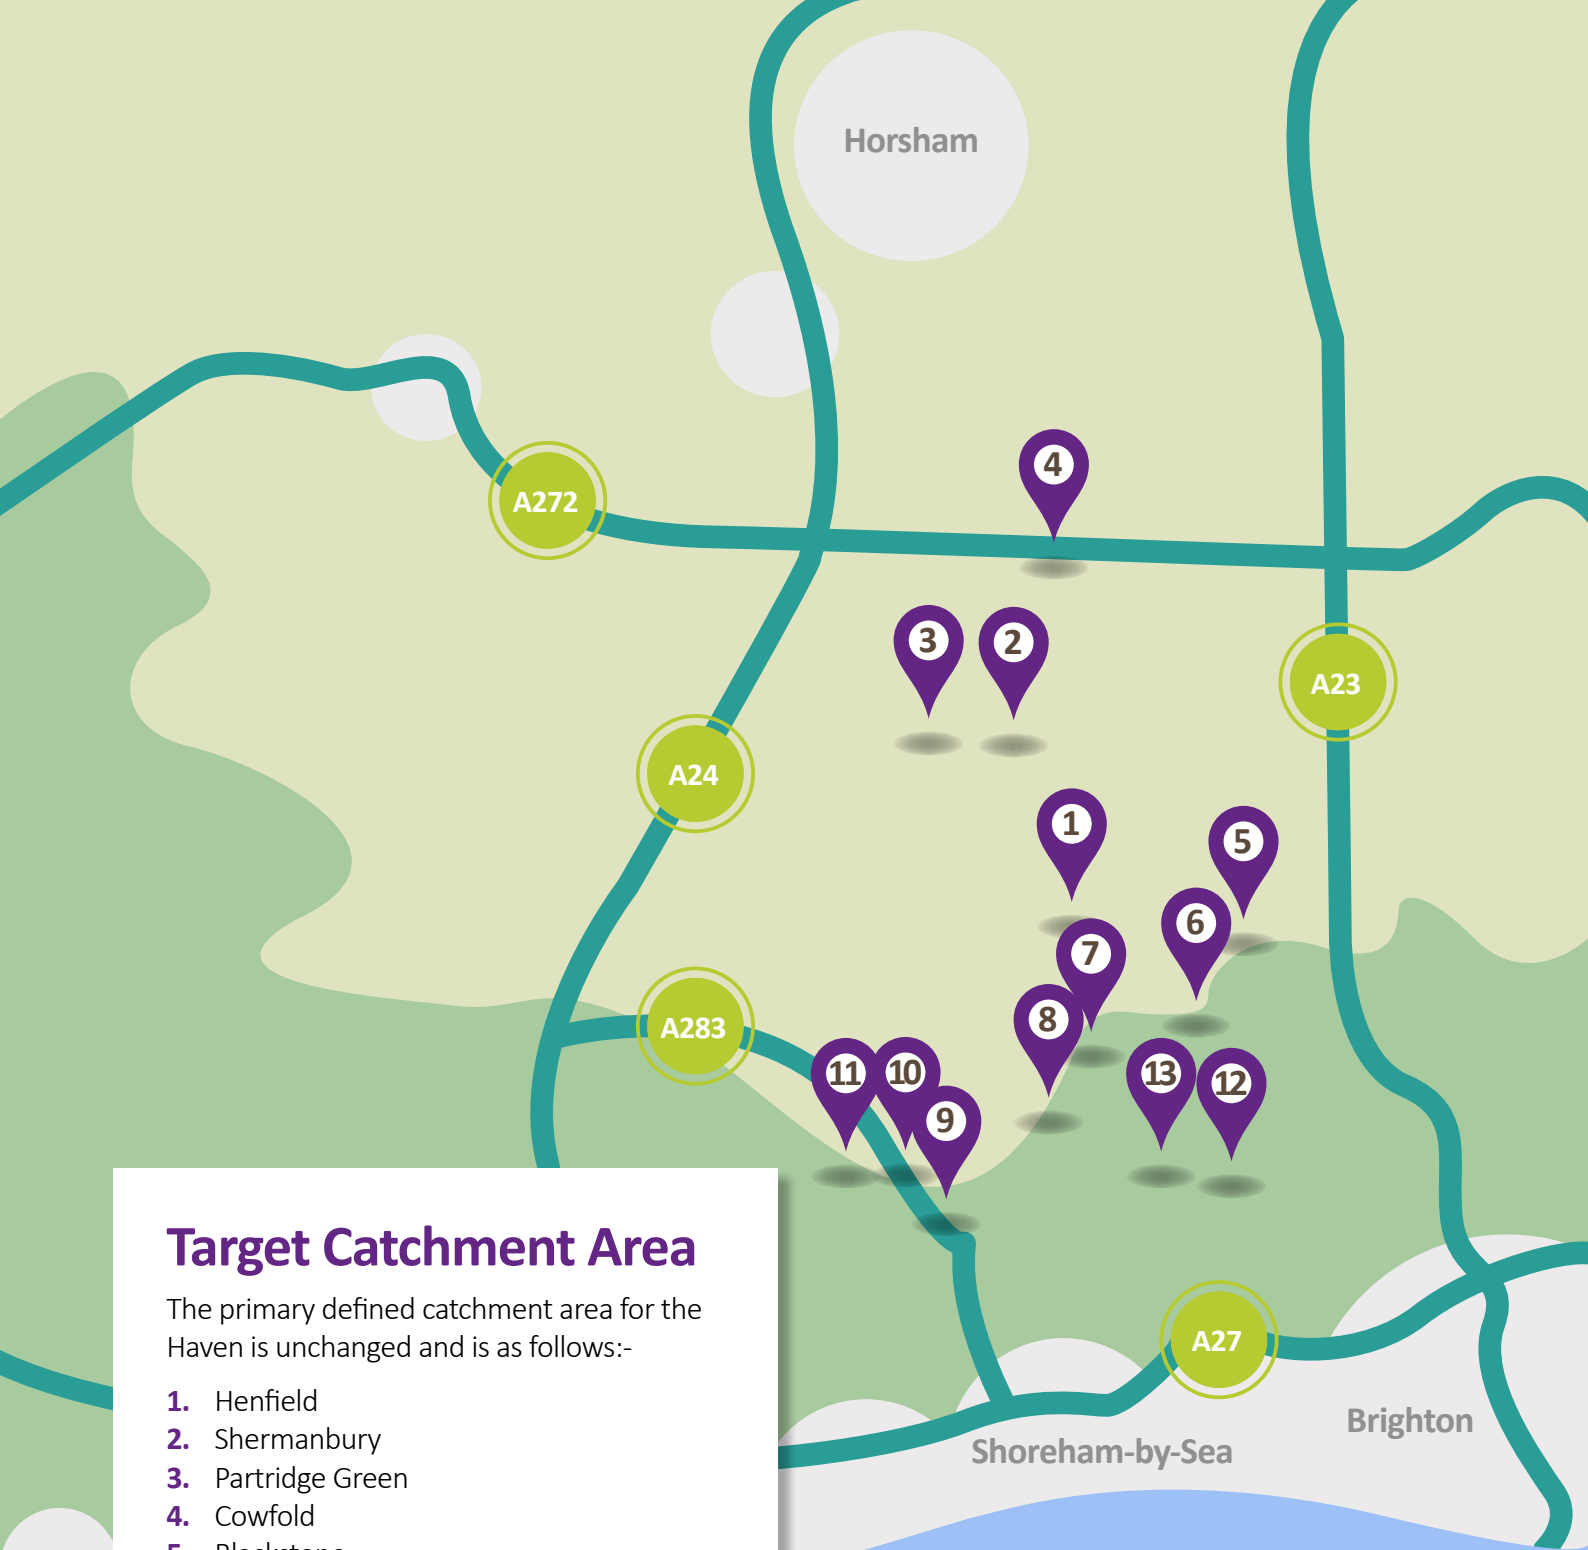 Horsham
4
A272
3
2
A23
A24
1
5
6
7
8
A283
11
10
13
12
9
Target Catchment Area
The primary defined catchment area for the
Haven is unchanged and is as follows:-
1. Henfield
2. Shermanbury
3. Partridge Green
4. Cowfold
A27
Brighton
Shoreham-by-Sea